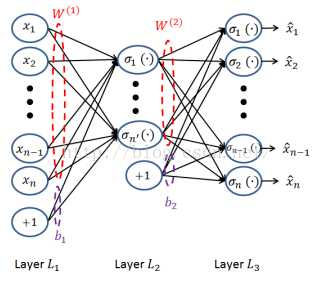 W^(1)
W^(2)
x_1 σ_1(·) x̂_1
x_2 σ_1(·) σ_2(·) x̂_2
x_{n-1} σ_{n'}(·) σ_{n-1}(·) x̂_{n-1}
x_n +1 σ_n(·) x̂_n
+1
b_1 b_2
Layer L_1 Layer L_2 Layer L_3